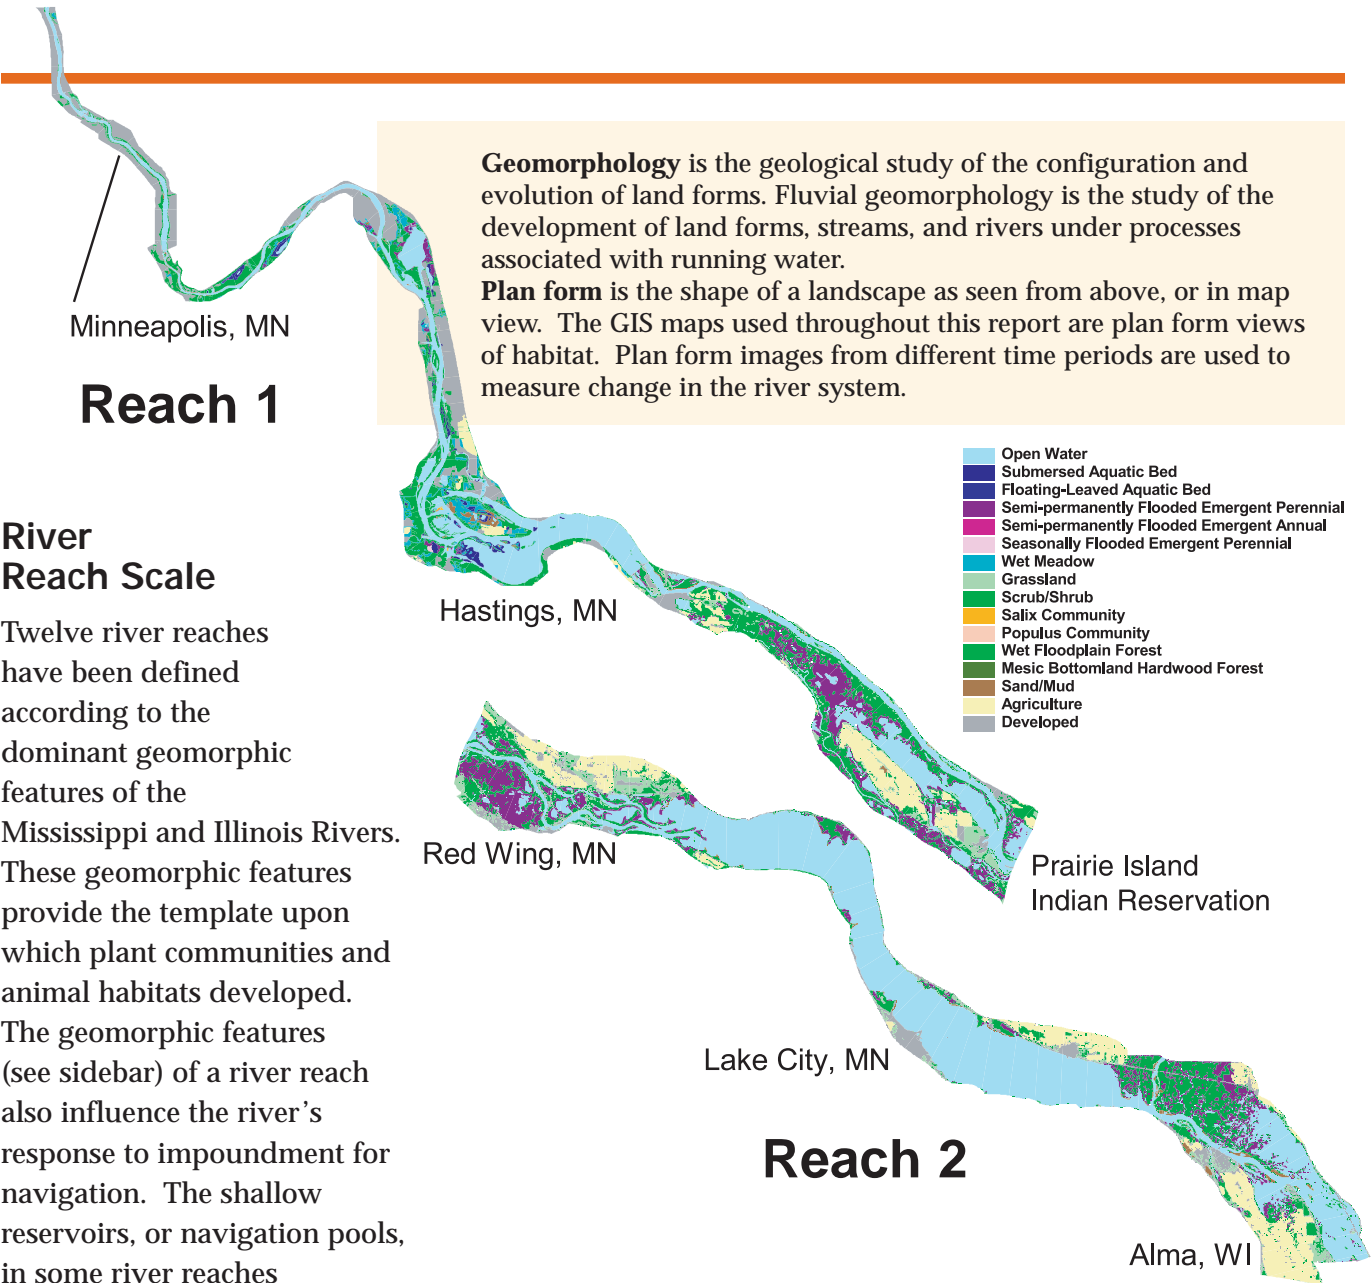 Geomorphology is the geological study of the configuration and
evolution of land forms. Fluvial geomorphology is the study of the
development of land forms, streams, and rivers under processes
associated with running water.
Plan form is the shape of a landscape as seen from above, or in map
view. The GIS maps used throughout this report are plan form views
of habitat. Plan form images from different time periods are used to
measure change in the river system.
Minneapolis, MN
Reach 1
Open Water
Submersed Aquatic Bed
Floating-Leaved Aquatic Bed
Semi-permanently Flooded Emergent Perennial
Semi-permanently Flooded Emergent Annual
Seasonally Flooded Emergent Perennial
Wet Meadow
Grassland
Scrub/Shrub
Salix Community
Populus Community
Wet Floodplain Forest
Mesic Bottomland Hardwood Forest
Sand/Mud
Agriculture
Developed
Hastings, MN
Prairie Island
Indian Reservation
Red Wing, MN
Lake City, MN
Reach 2
Alma, WI
River
Reach Scale
Twelve river reaches
have been defined
according to the
dominant geomorphic
features of the
Mississippi and Illinois Rivers.
These geomorphic features
provide the template upon
which plant communities and
animal habitats developed.
The geomorphic features
(see sidebar) of a river reach
also influence the river's
response to impoundment for
navigation. The shallow
reservoirs, or navigation pools,
in some river reaches